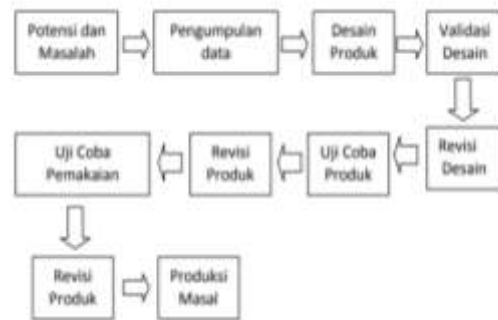 Potensi dan
Masalah
Pengumpulan
data
Desain
Produk
Validasi
Desain
Revisi
Desain
Uji Coba
Produk
Revisi
Produk
Uji Coba
Pemakaian
Revisi
Produk
Produksi
Masal